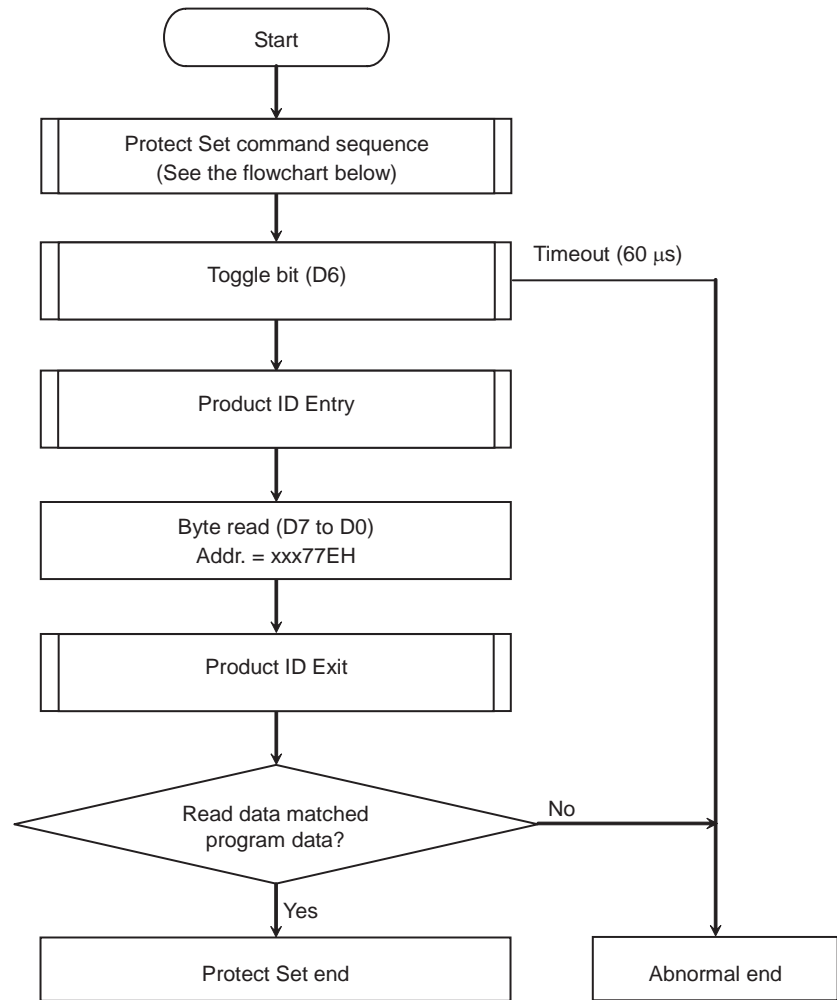 Start
Protect Set command sequence
(See the flowchart below)
Toggle bit (D6)
Timeout (60 μs)
Product ID Entry
Byte read (D7 to D0)
Addr. = xxx77EH
Product ID Exit
Read data matched
program data?
No
Yes
Protect Set end
Abnormal end